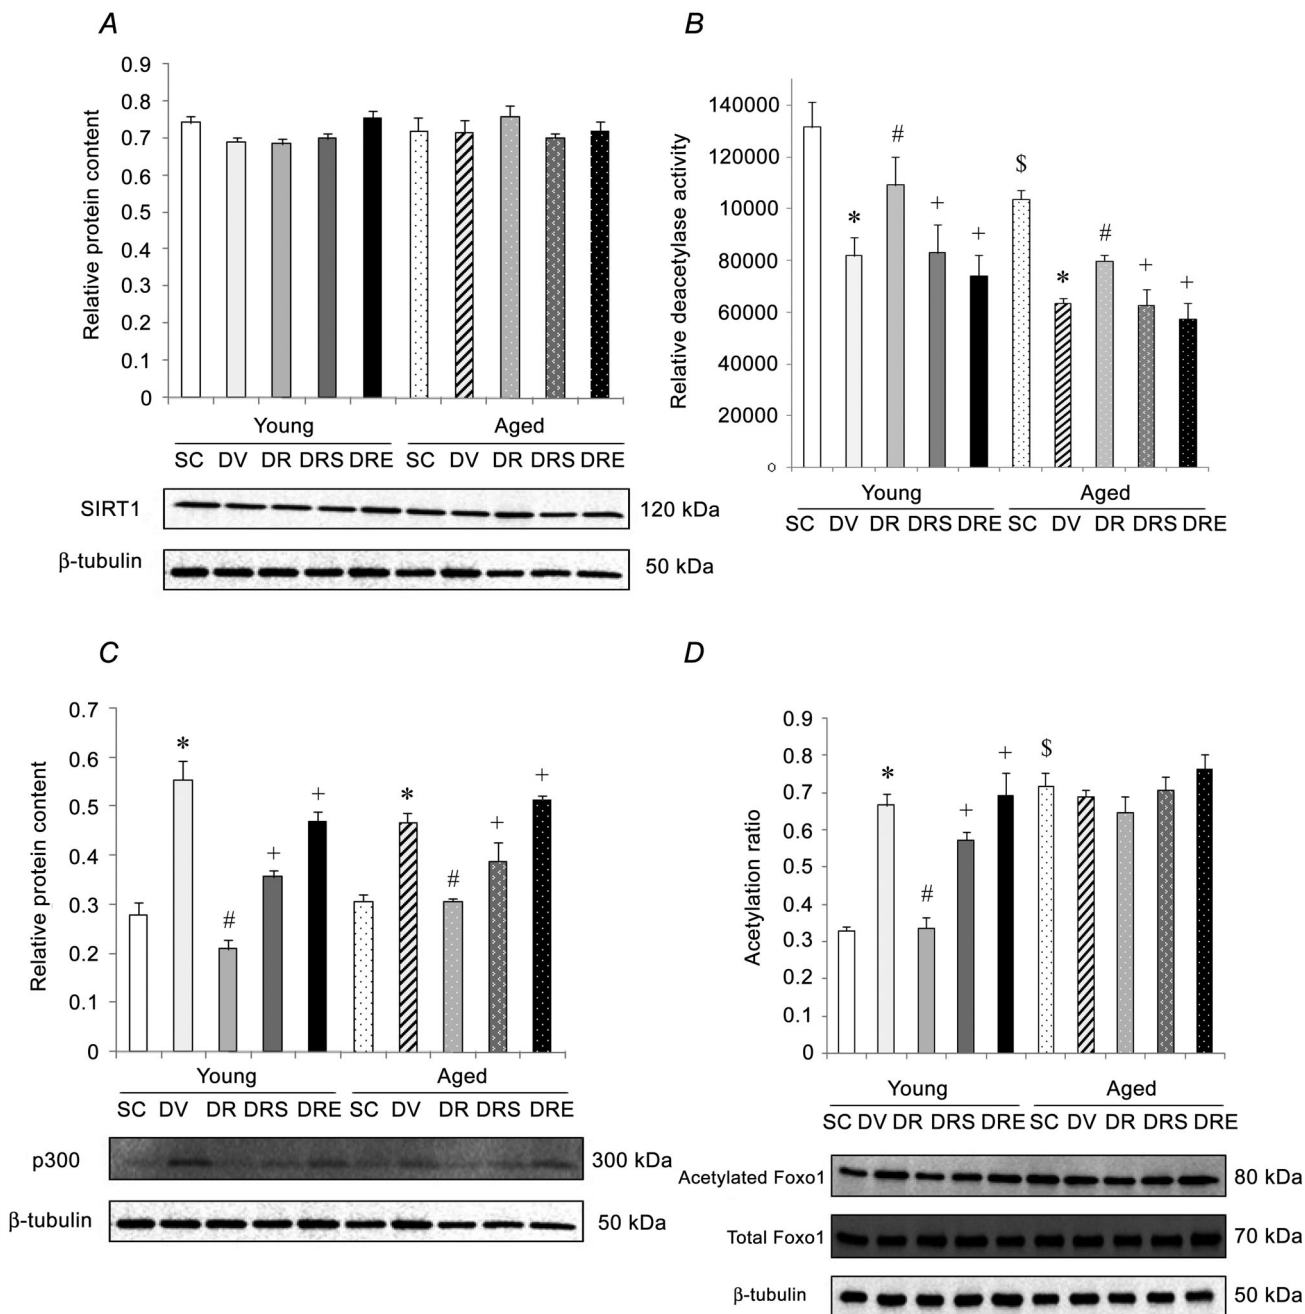 A
0.9
0.8
0.7
0.6
0.5
0.4
0.3
0.2
0.1
0
Relative protein content
Young Aged
SC DV DR DRS DRE SC DV DR DRS DRE
SIRT1 120 kDa
β-tubulin 50 kDa
B
140000
120000
10000
80000
60000
40000
20000
0
Relative deacetylase activity
* # + + $ * # + +
Young Aged
SC DV DR DRS DRE SC DV DR DRS DRE
C
0.7
0.6
0.5
0.4
0.3
0.2
0.1
0
Relative protein content
* # + + * # + +
Young Aged
SC DV DR DRS DRE SC DV DR DRS DRE
p300 300 kDa
β-tubulin 50 kDa
D
0.9
0.8
0.7
0.6
0.5
0.4
0.3
0.2
0.1
0
Acetylation ratio
* # + + $
Young Aged
SC DV DR DRS DRE SC DV DR DRS DRE
Acetylated Foxo1 80 kDa
Total Foxo1 70 kDa
β-tubulin 50 kDa